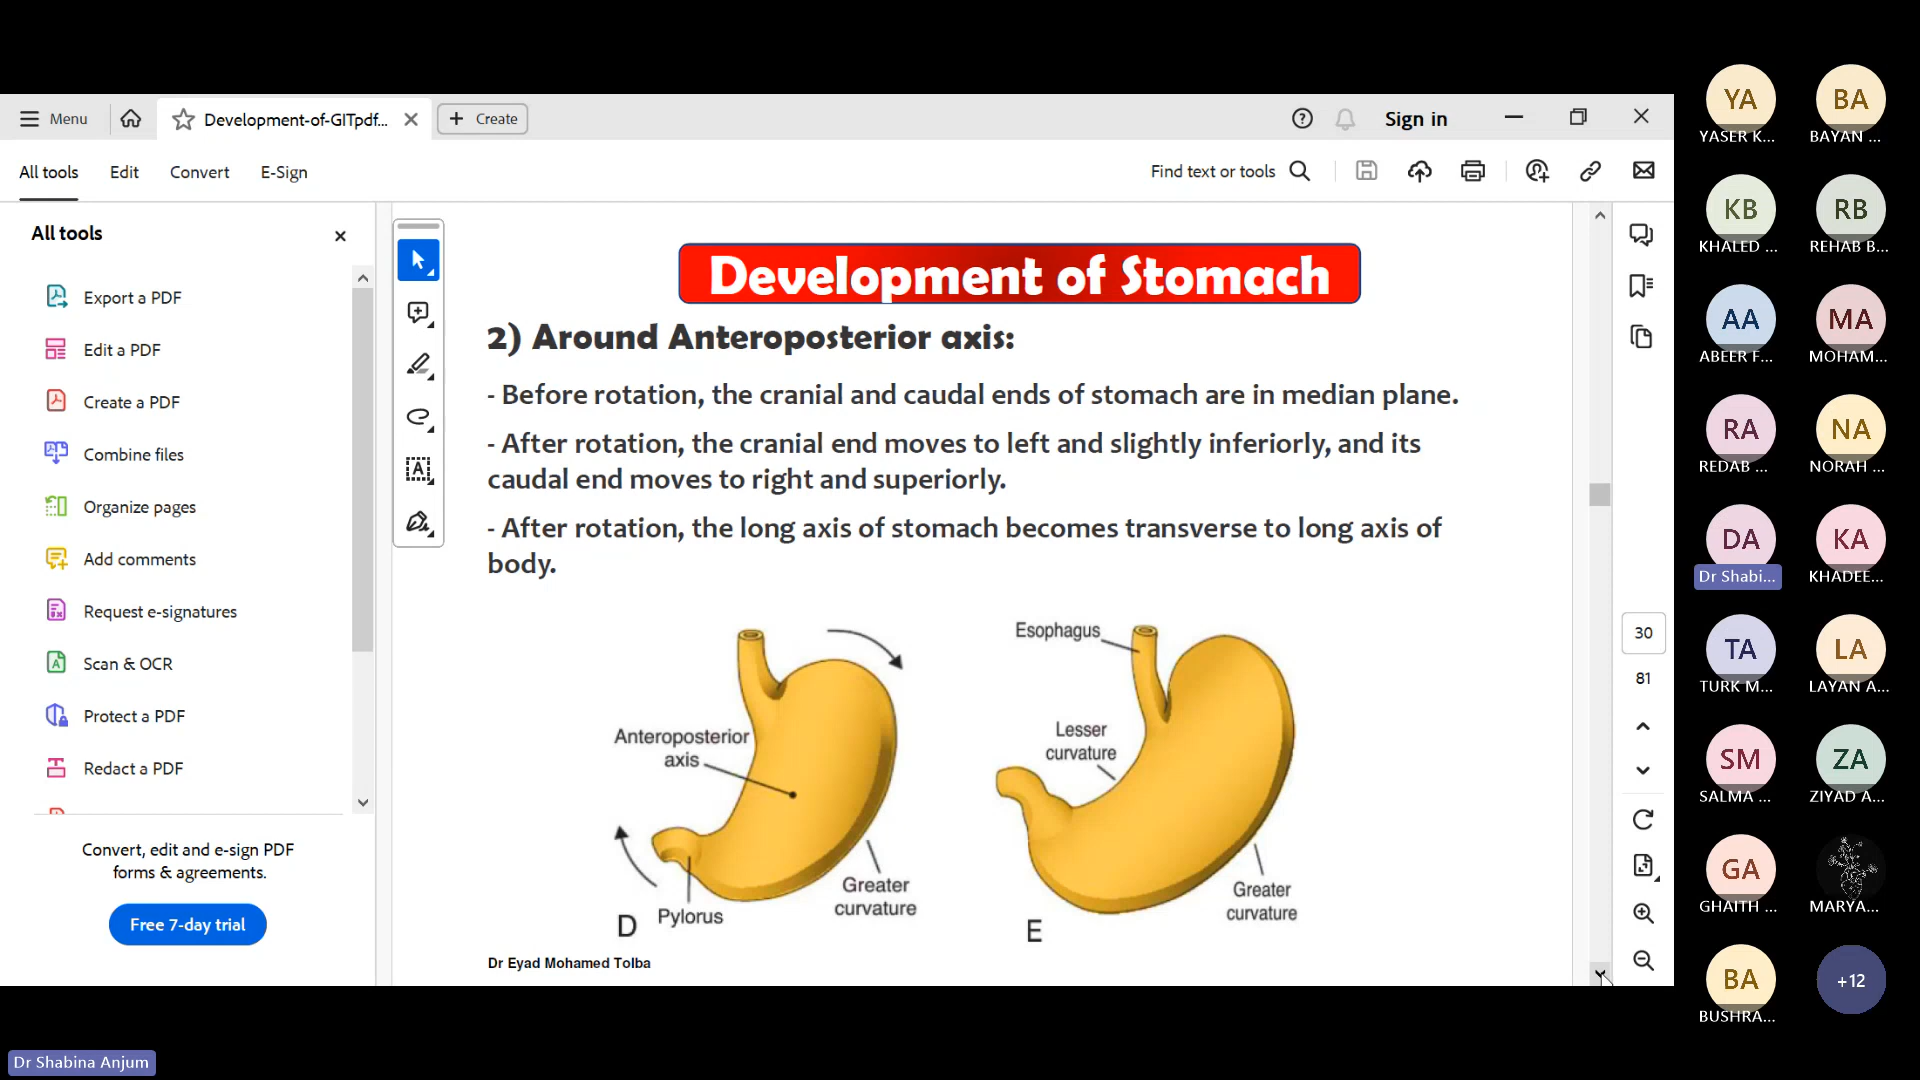 Menu
Development-of-GITpdf...
Create
Sign in
All tools
Edit
Convert
E-Sign
Find text or tools
All tools
Export a PDF
Edit a PDF
Create a PDF
Combine files
Organize pages
Add comments
Request e-signatures
Scan & OCR
Protect a PDF
Redact a PDF
Convert, edit and e-sign PDF
forms & agreements.
Free 7-day trial
Development of Stomach
2) Around Anteroposterior axis:
- Before rotation, the cranial and caudal ends of stomach are in median plane.
- After rotation, the cranial end moves to left and slightly inferiorly, and its
caudal end moves to right and superiorly.
- After rotation, the long axis of stomach becomes transverse to long axis of
body.
Anteroposterior
axis
Pylorus
Greater
curvature
D
Esophagus
Lesser
curvature
Greater
curvature
E
Dr Eyad Mohamed Tolba
30
81
YA
YASER K...
BA
BAYAN ...
KB
KHALED ...
RB
REHAB B...
AA
ABEER F...
MA
MOHAM...
RA
REDAB ...
NA
NORAH ...
DA
Dr Shabi...
KA
KHADEE...
TA
TURK M...
LA
LAYAN A...
SM
SALMA ...
ZA
ZIYAD A...
GA
GHAITH ...
MARYA...
BA
BUSHRA...
+12
Dr Shabina Anjum